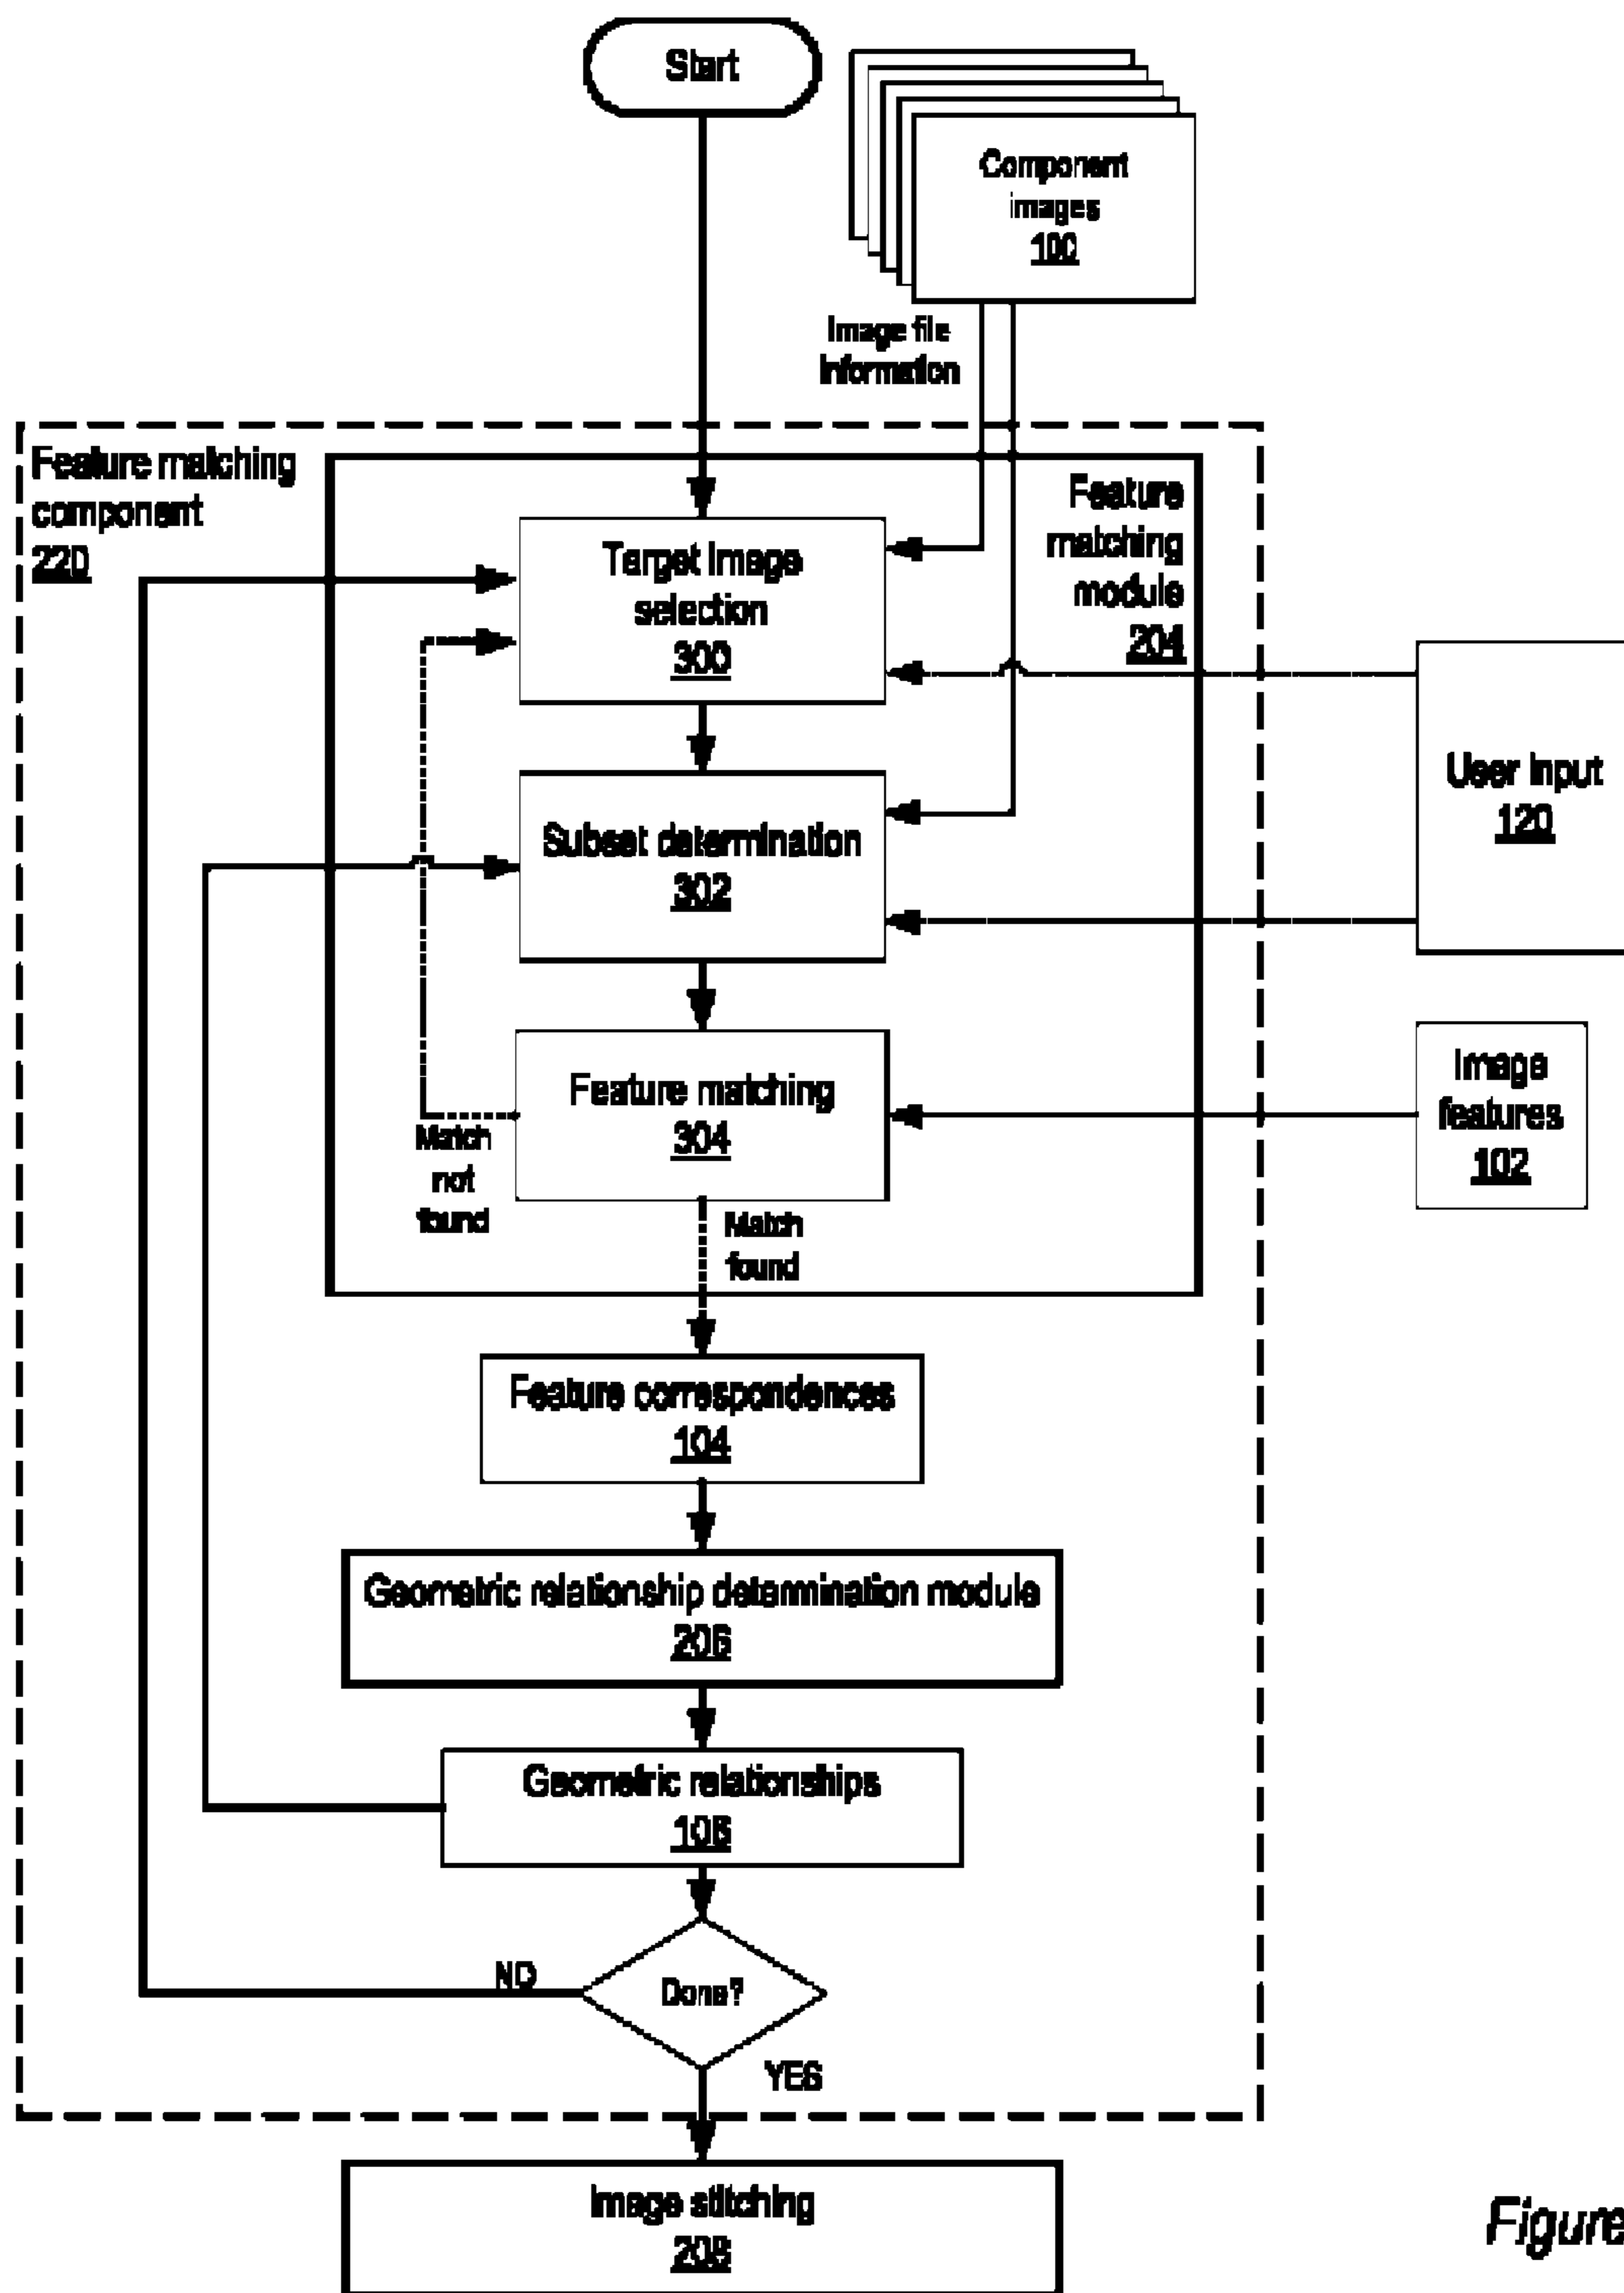 Start
Component
images
100
Image file
Information
Feature matching
component
220
Feature
matching
module
204
Target image
selection
300
User input
120
Subset determination
302
Feature matching
304
Image
features
102
Match
not
found
Match
found
Feature correspondences
104
Geometric relationship determination module
206
Geometric relationships
106
Done?
NO
YES
Image stitching
208
Figure